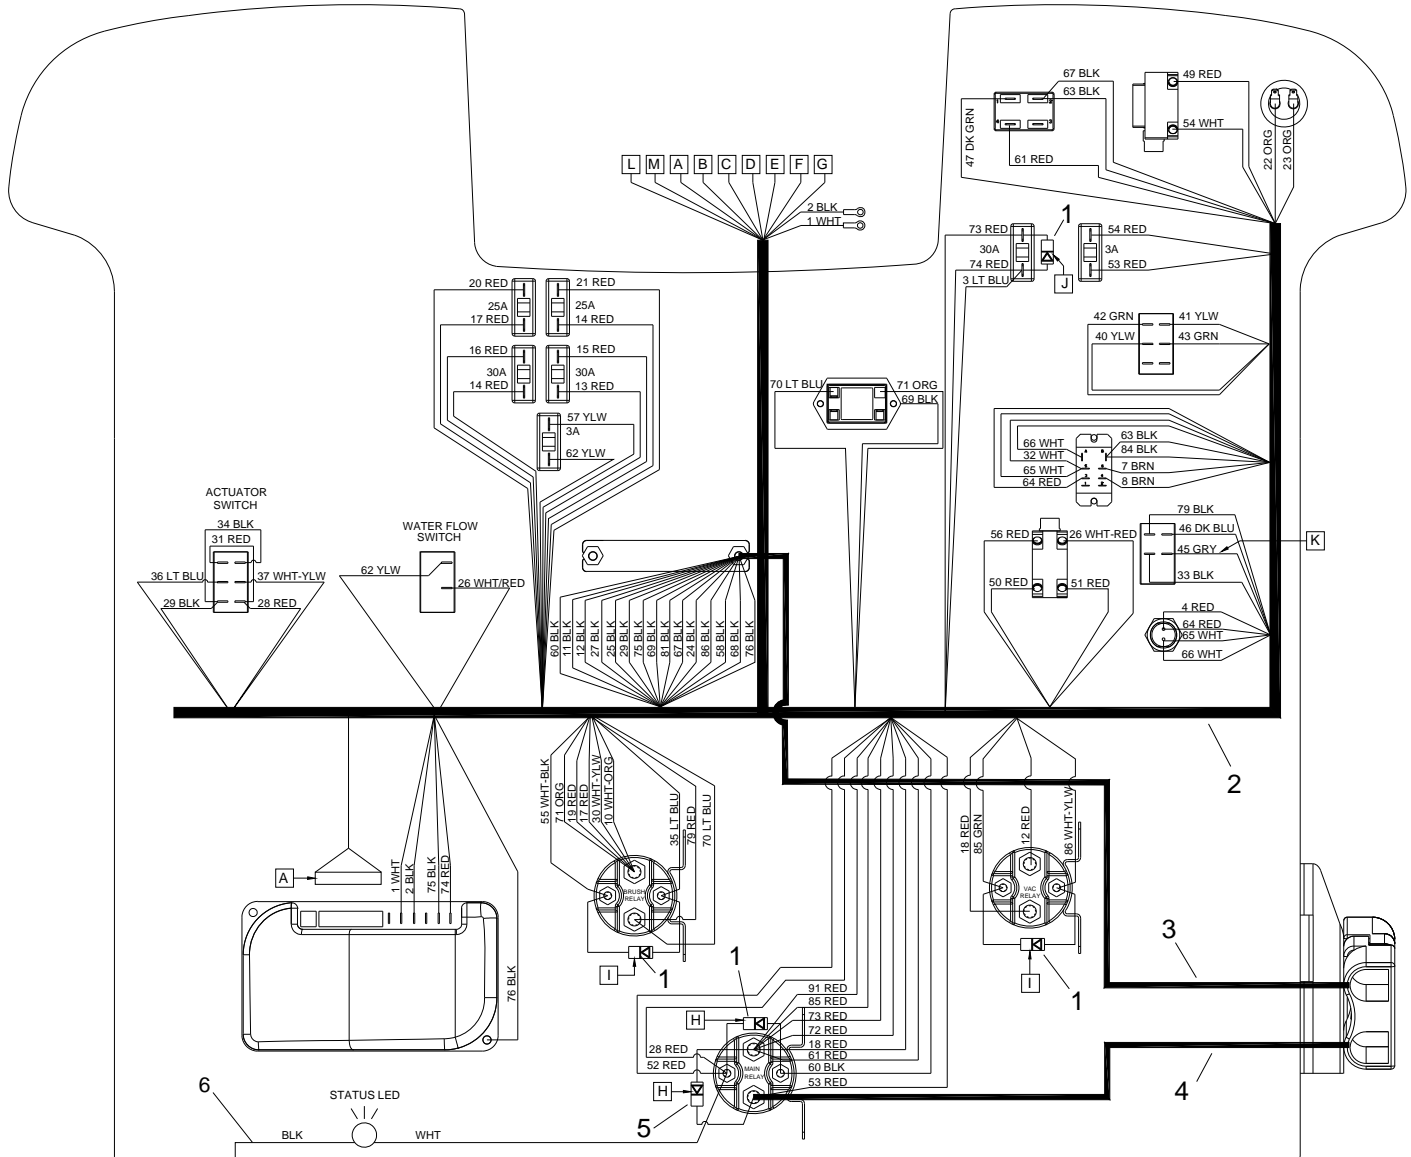 67 BLK
63 BLK
49 RED
54 WHT
47 DK GRN
61 RED
22 ORG
23 ORG
1
2
4
3
L M A B C D E F G
2 BLK
1 WHT
1
73 RED
30A
74 RED
3 LT BLU
J
54 RED
3A
53 RED
20 RED
25A
17 RED
21 RED
25A
14 RED
16 RED
30A
14 RED
15 RED
30A
13 RED
57 YLW
3A
62 YLW
42 GRN
41 YLW
40 YLW
43 GRN
70 LT BLU
71 ORG
69 BLK
66 WHT
32 WHT
65 WHT
64 RED
63 BLK
84 BLK
7 BRN
8 BRN
ACTUATOR
SWITCH
34 BLK
31 RED
36 LT BLU
37 WHT-YLW
29 BLK
28 RED
WATER FLOW
SWITCH
62 YLW
26 WHT/RED
56 RED
26 WHT-RED
50 RED
51 RED
79 BLK
46 DK BLU
45 GRY
33 BLK
K
4 RED
64 RED
65 WHT
66 WHT
60 BLK
11 BLK
12 BLK
27 BLK
25 BLK
29 BLK
75 BLK
69 BLK
81 BLK
67 BLK
24 BLK
86 BLK
58 BLK
68 BLK
76 BLK
2
55 WHT-BLK
71 ORG
19 RED
17 RED
30 WHT-YLW
10 WHT-ORG
35 LT BLU
79 RED
70 LT BLU
18 RED
85 GRN
12 RED
86 WHT-YLW
A
1 WHT
2 BLK
75 BLK
74 RED
76 BLK
BRUSH
RELAY
I
1
VAC
RELAY
I
1
3
1
H
91 RED
85 RED
73 RED
72 RED
18 RED
61 RED
60 BLK
53 RED
28 RED
52 RED
MAIN
RELAY
H
5
4
6
STATUS LED
BLK
WHT